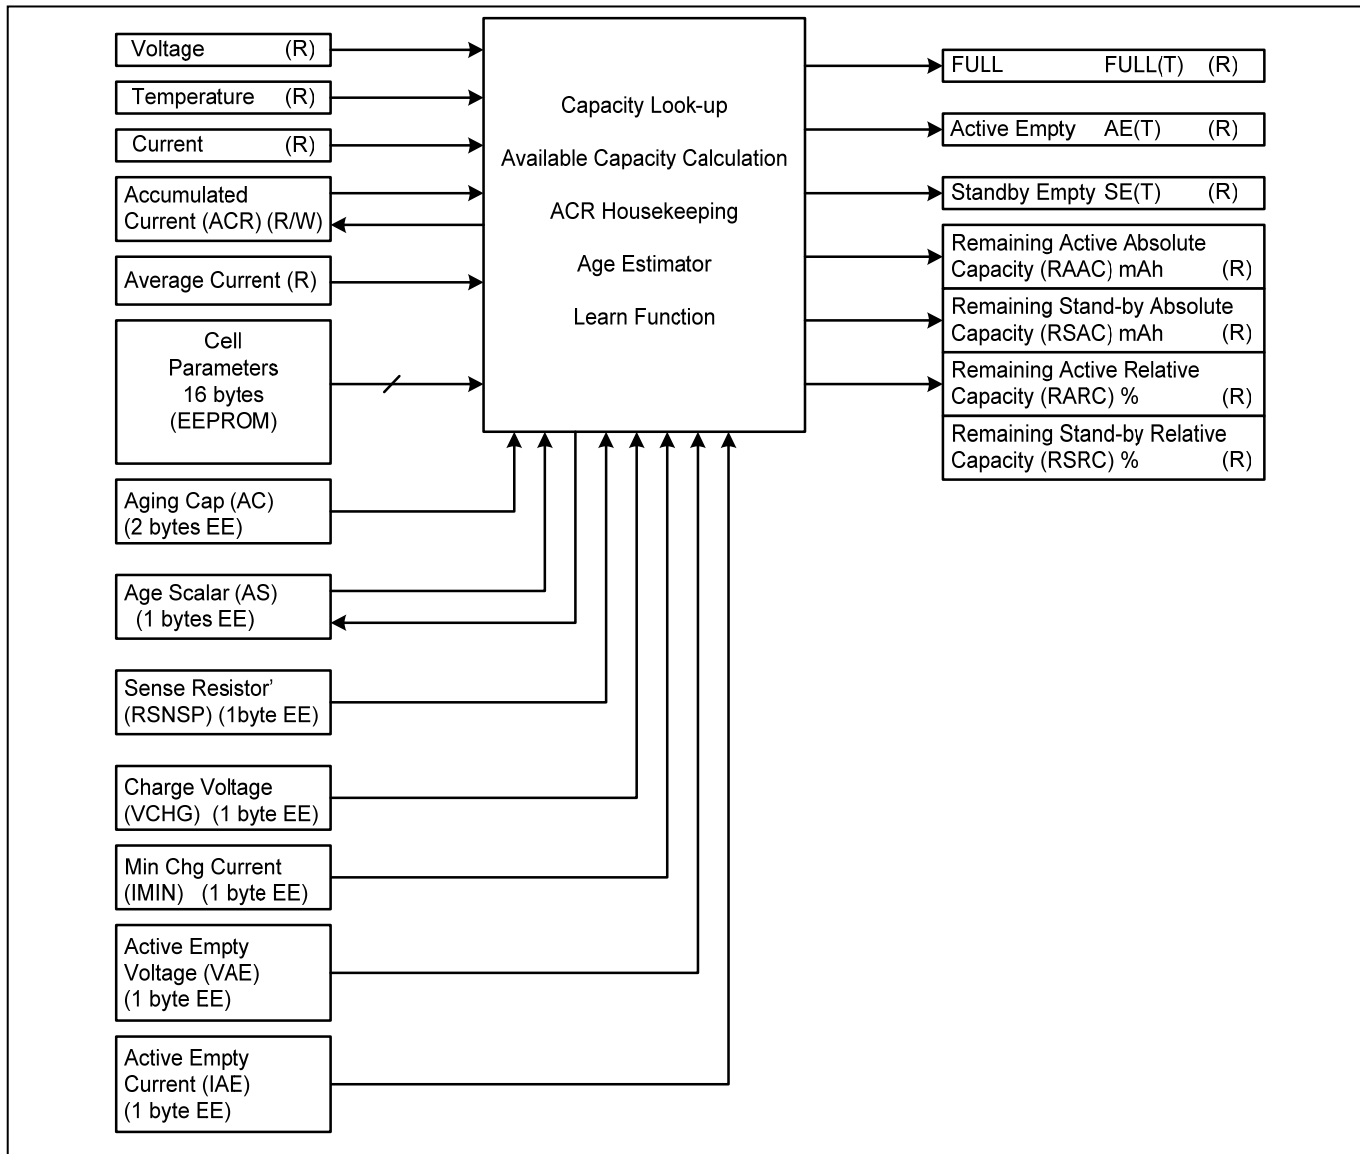 Voltage (R)
Temperature (R)
Current (R)
Accumulated
Current (ACR) (R/W)
Average Current (R)
Cell
Parameters
16 bytes
(EEPROM)
Aging Cap (AC)
(2 bytes EE)
Age Scalar (AS)
(1 bytes EE)
Sense Resistor'
(RSNSP) (1byte EE)
Charge Voltage
(VCHG) (1 byte EE)
Min Chg Current
(IMIN) (1 byte EE)
Active Empty
Voltage (VAE)
(1 byte EE)
Active Empty
Current (IAE)
(1 byte EE)
Capacity Look-up
Available Capacity Calculation
ACR Housekeeping
Age Estimator
Learn Function
FULL FULL(T) (R)
Active Empty AE(T) (R)
Standby Empty SE(T) (R)
Remaining Active Absolute
Capacity (RAAC) mAh (R)
Remaining Stand-by Absolute
Capacity (RSAC) mAh (R)
Remaining Active Relative
Capacity (RARC) % (R)
Remaining Stand-by Relative
Capacity (RSRC) % (R)